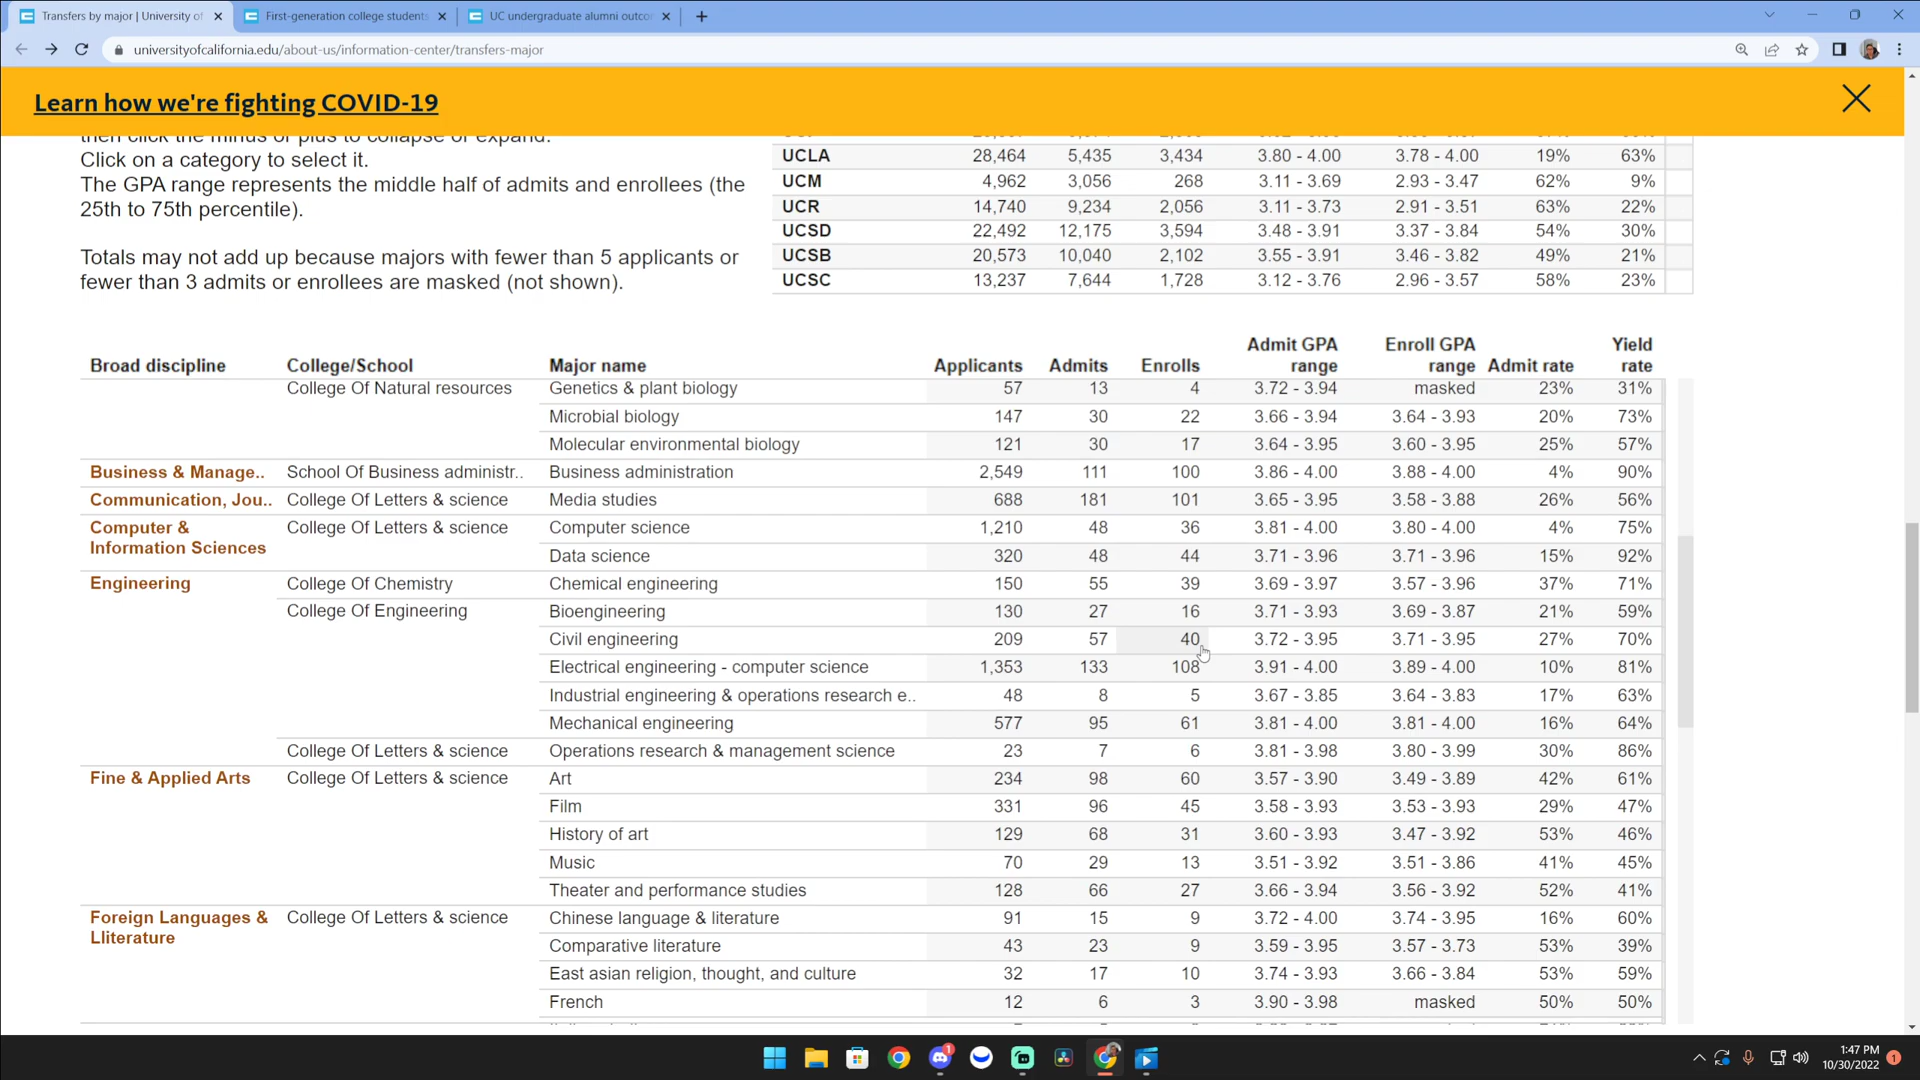 Transfers by major | University of
First-generation college students
UC undergraduate alumni outco
universityofcalifornia.edu/about-us/information-center/transfers-major
Learn how we're fighting COVID-19
then click the minus or plus to collapse or expand.
Click on a category to select it.
The GPA range represents the middle half of admits and enrollees (the
25th to 75th percentile).
Totals may not add up because majors with fewer than 5 applicants or
fewer than 3 admits or enrollees are masked (not shown).
UCLA 28,464 5,435 3,434 3.80 - 4.00 3.78 - 4.00 19% 63%
UCM 4,962 3,056 268 3.11 - 3.69 2.93 - 3.47 62% 9%
UCR 14,740 9,234 2,056 3.11 - 3.73 2.91 - 3.51 63% 22%
UCSD 22,492 12,175 3,594 3.48 - 3.91 3.37 - 3.84 54% 30%
UCSB 20,573 10,040 2,102 3.55 - 3.91 3.46 - 3.82 49% 21%
UCSC 13,237 7,644 1,728 3.12 - 3.76 2.96 - 3.57 58% 23%
Admit GPA Enroll GPA Yield
Broad discipline College/School Major name Applicants Admits Enrolls range range Admit rate rate
College Of Natural resources Genetics & plant biology 57 13 4 3.72 - 3.94 masked 23% 31%
Microbial biology 147 30 22 3.66 - 3.94 3.64 - 3.93 20% 73%
Molecular environmental biology 121 30 17 3.64 - 3.95 3.60 - 3.95 25% 57%
Business & Manage.. School Of Business administr.. Business administration 2,549 111 100 3.86 - 4.00 3.88 - 4.00 4% 90%
Communication, Jou.. College Of Letters & science Media studies 688 181 101 3.65 - 3.95 3.58 - 3.88 26% 56%
Computer & College Of Letters & science Computer science 1,210 48 36 3.81 - 4.00 3.80 - 4.00 4% 75%
Information Sciences Data science 320 48 44 3.71 - 3.96 3.71 - 3.96 15% 92%
Engineering College Of Chemistry Chemical engineering 150 55 39 3.69 - 3.97 3.57 - 3.96 37% 71%
College Of Engineering Bioengineering 130 27 16 3.71 - 3.93 3.69 - 3.87 21% 59%
Civil engineering 209 57 40 3.72 - 3.95 3.71 - 3.95 27% 70%
Electrical engineering - computer science 1,353 133 108 3.91 - 4.00 3.89 - 4.00 10% 81%
Industrial engineering & operations research e.. 48 8 5 3.67 - 3.85 3.64 - 3.83 17% 63%
Mechanical engineering 577 95 61 3.81 - 4.00 3.81 - 4.00 16% 64%
College Of Letters & science Operations research & management science 23 7 6 3.81 - 3.98 3.80 - 3.99 30% 86%
Fine & Applied Arts College Of Letters & science Art 234 98 60 3.57 - 3.90 3.49 - 3.89 42% 61%
Film 331 96 45 3.58 - 3.93 3.53 - 3.93 29% 47%
History of art 129 68 31 3.60 - 3.93 3.47 - 3.92 53% 46%
Music 70 29 13 3.51 - 3.92 3.51 - 3.86 41% 45%
Theater and performance studies 128 66 27 3.66 - 3.94 3.56 - 3.92 52% 41%
Foreign Languages & College Of Letters & science Chinese language & literature 91 15 9 3.72 - 4.00 3.74 - 3.95 16% 60%
Lliterature Comparative literature 43 23 9 3.59 - 3.95 3.57 - 3.73 53% 39%
East asian religion, thought, and culture 32 17 10 3.74 - 3.93 3.66 - 3.84 53% 59%
French 12 6 3 3.90 - 3.98 masked 50% 50%
1:47 PM
10/30/2022
1
1